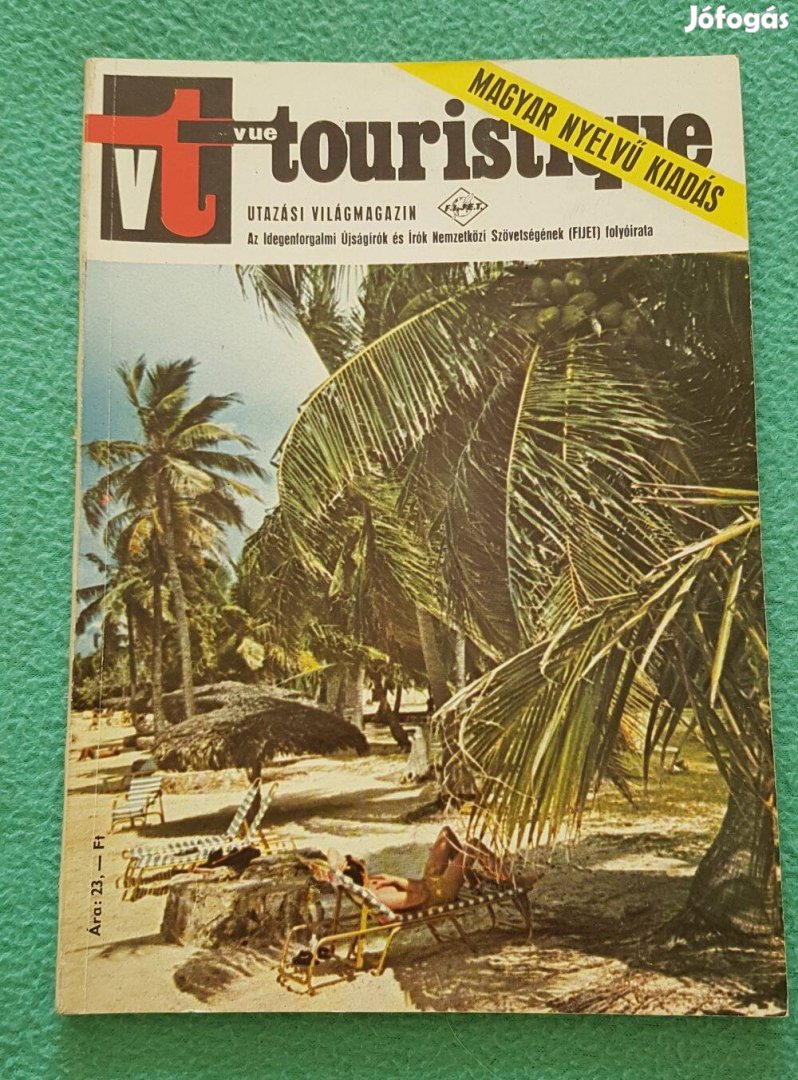 Jófogás
MAGYAR NYELVŰ KIADÁS
vt
vue touristique
UTAZÁSI VILÁGMAGAZIN
F.I.J.E.T.
Az Idegenforgalmi Újságírók és Írók Nemzetközi Szövetségének (FIJET) folyóirata
Ára: 23,— Ft